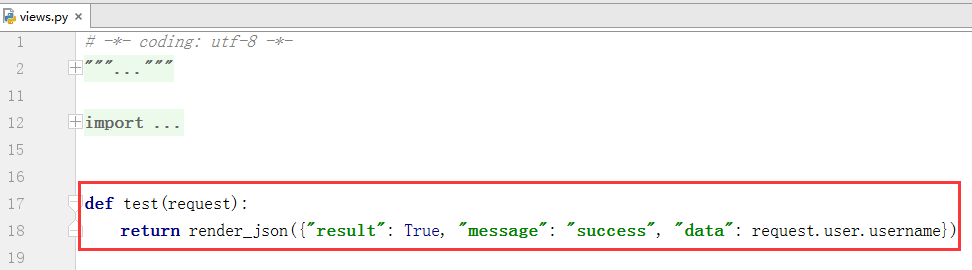 views.py ×
1 # -*- coding: utf-8 -*-
2 """..."""
11
12 import ...
15
16
17 def test(request):
18 return render_json({"result": True, "message": "success", "data": request.user.username})
19